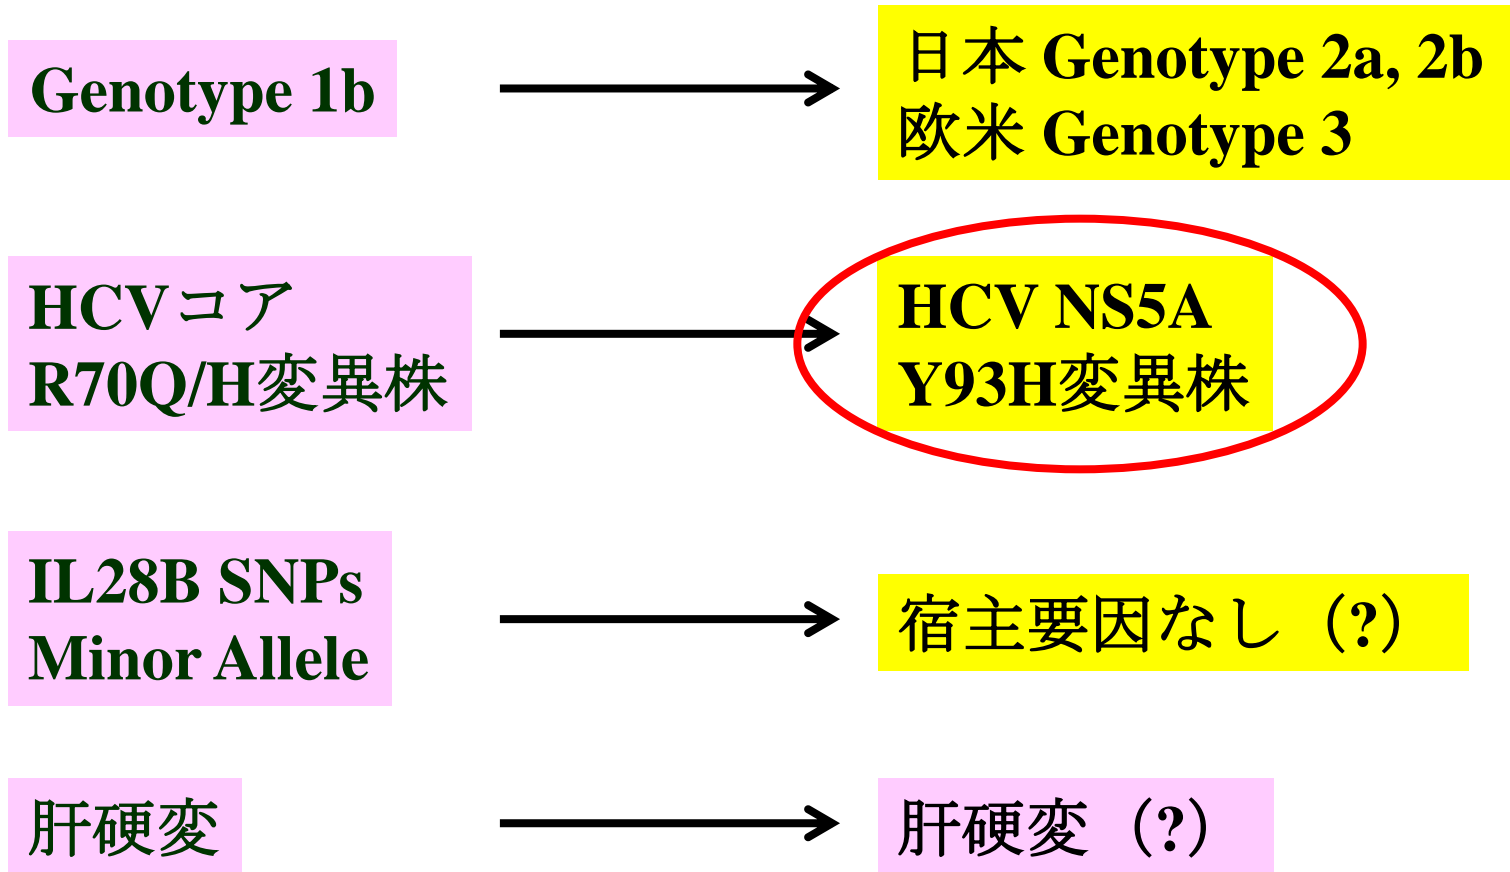 Genotype 1b
日本 Genotype 2a, 2b
欧米 Genotype 3
HCVコア
R70Q/H変異株
HCV NS5A
Y93H変異株
IL28B SNPs
Minor Allele
宿主要因なし（?）
肝硬変
肝硬変（?）